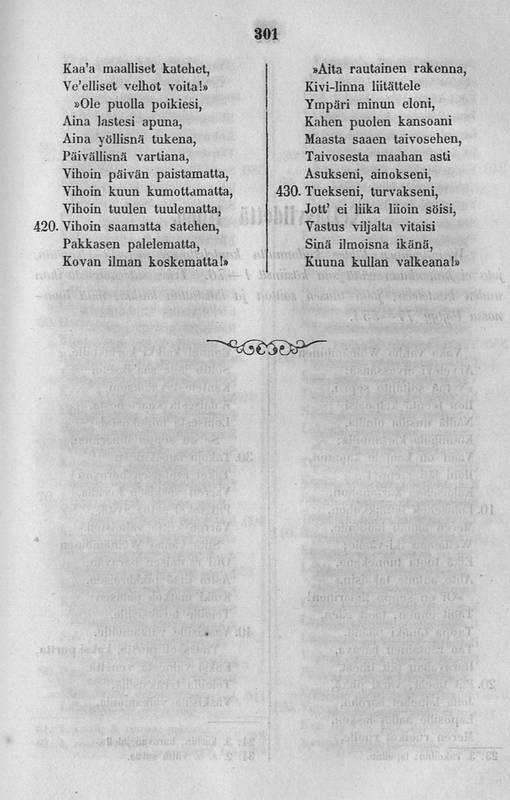 301
Kaa'a maalliset katehet,
Ve'elliset velhot voita!»
»Ole puolla poikiesi,
Aina lastesi apuna,
Aina yöllisnä tukena,
Päivällisnä vartiana,
Vihoin päivän paistamatta,
Vihoin kuun kumottamatta,
Vihoin tuulen tuulematta,
420. Vihoin saamatta satehen,
Pakkasen palelematta,
Kovan ilman koskematta!»
»Aita rautainen rakenna,
Kivi-linna liitättele
Ympäri minun eloni,
Kahen puolen kansoani
Maasta saaen taivosehen,
Taivosesta maahan asti
Asukseni, ainokseni,
430. Tuekseni, turvakseni,
Jott' ei liika liioin söisi,
Vastus viljalta vitaisi
Sinä ilmoisna ikänä,
Kuuna kullan valkeana!»